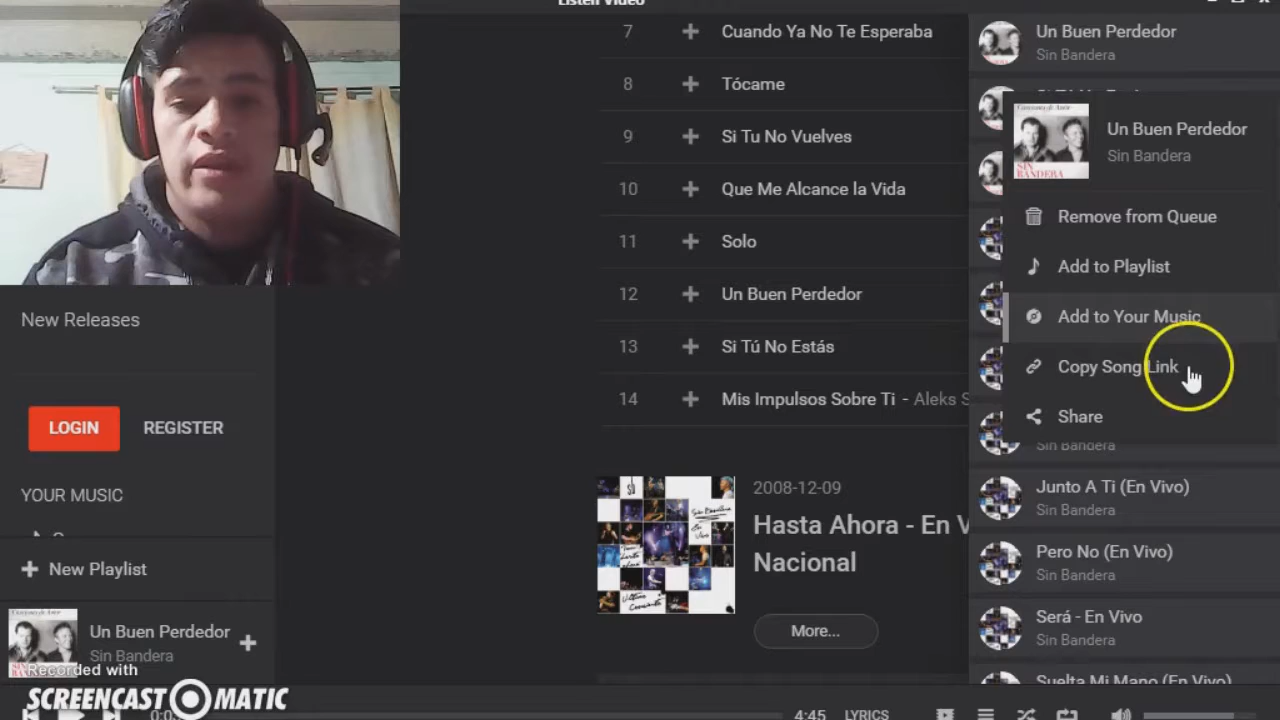 Listen Video
7 + Cuando Ya No Te Esperaba
8 + Tócame
9 + Si Tu No Vuelves
10 + Que Me Alcance la Vida
11 + Solo
12 + Un Buen Perdedor
13 + Si Tú No Estás
14 + Mis Impulsos Sobre Ti - Aleks S
2008-12-09
Hasta Ahora - En V
Nacional
More...
Un Buen Perdedor
Sin Bandera
Un Buen Perdedor
Sin Bandera
SIN
BANDERA
Remove from Queue
Add to Playlist
Add to Your Music
Copy Song Link
Share
Sin Bandera
Junto A Ti (En Vivo)
Sin Bandera
Pero No (En Vivo)
Sin Bandera
Será - En Vivo
Sin Bandera
Suelta Mi Mano (En Vivo)
New Releases
LOGIN
REGISTER
YOUR MUSIC
+ New Playlist
Un Buen Perdedor +
Sin Bandera
Recorded with
SCREENCAST MATIC
4:45
LYRICS